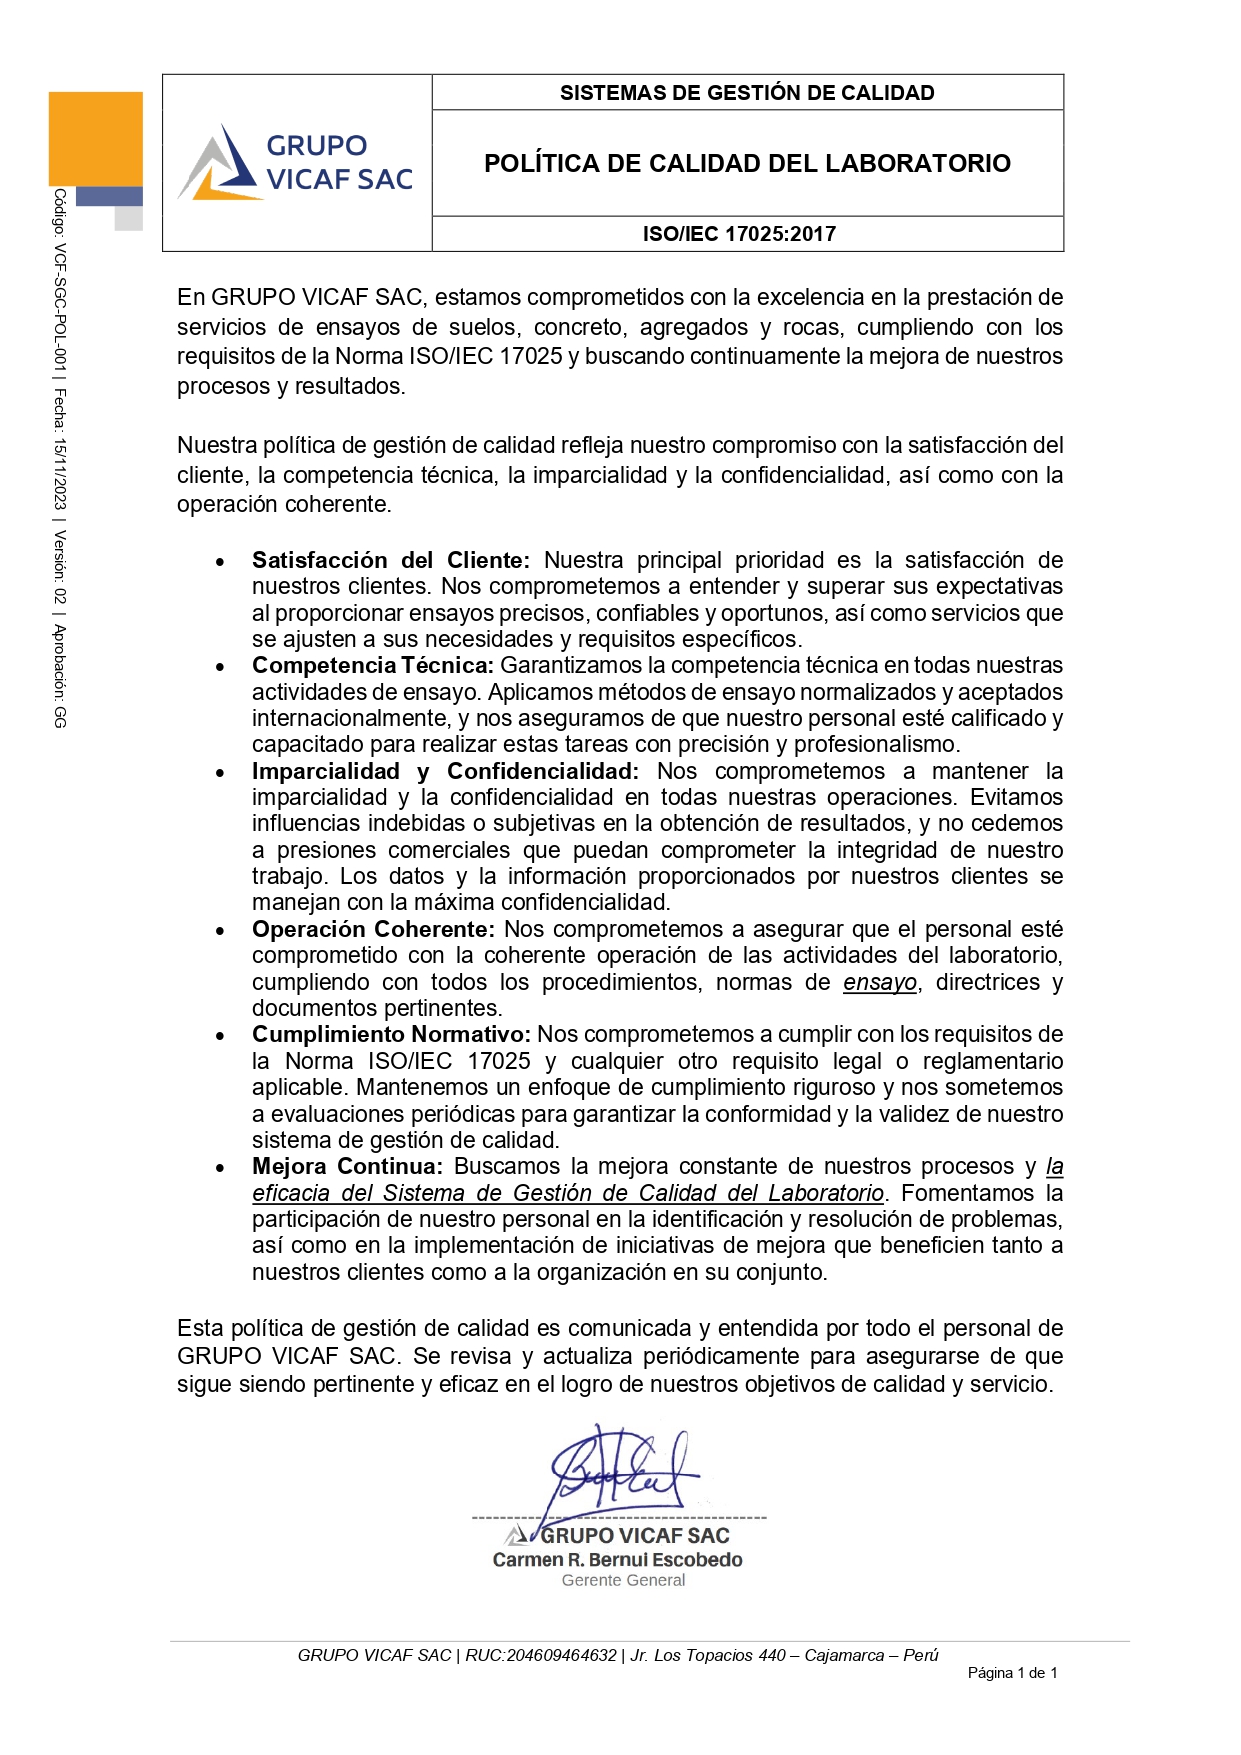 SISTEMAS DE GESTIÓN DE CALIDAD
GRUPO
VICAF SAC
POLÍTICA DE CALIDAD DEL LABORATORIO
ISO/IEC 17025:2017
Código: VCF-SGC-POL-001 | Fecha: 15/11/2023 | Versión: 02 | Aprobación: GG
En GRUPO VICAF SAC, estamos comprometidos con la excelencia en la prestación de
servicios de ensayos de suelos, concreto, agregados y rocas, cumpliendo con los
requisitos de la Norma ISO/IEC 17025 y buscando continuamente la mejora de nuestros
procesos y resultados.
Nuestra política de gestión de calidad refleja nuestro compromiso con la satisfacción del
cliente, la competencia técnica, la imparcialidad y la confidencialidad, así como con la
operación coherente.
• Satisfacción del Cliente: Nuestra principal prioridad es la satisfacción de
nuestros clientes. Nos comprometemos a entender y superar sus expectativas
al proporcionar ensayos precisos, confiables y oportunos, así como servicios que
se ajusten a sus necesidades y requisitos específicos.
• Competencia Técnica: Garantizamos la competencia técnica en todas nuestras
actividades de ensayo. Aplicamos métodos de ensayo normalizados y aceptados
internacionalmente, y nos aseguramos de que nuestro personal esté calificado y
capacitado para realizar estas tareas con precisión y profesionalismo.
• Imparcialidad y Confidencialidad: Nos comprometemos a mantener la
imparcialidad y la confidencialidad en todas nuestras operaciones. Evitamos
influencias indebidas o subjetivas en la obtención de resultados, y no cedemos
a presiones comerciales que puedan comprometer la integridad de nuestro
trabajo. Los datos y la información proporcionados por nuestros clientes se
manejan con la máxima confidencialidad.
• Operación Coherente: Nos comprometemos a asegurar que el personal esté
comprometido con la coherente operación de las actividades del laboratorio,
cumpliendo con todos los procedimientos, normas de ensayo, directrices y
documentos pertinentes.
• Cumplimiento Normativo: Nos comprometemos a cumplir con los requisitos de
la Norma ISO/IEC 17025 y cualquier otro requisito legal o reglamentario
aplicable. Mantenemos un enfoque de cumplimiento riguroso y nos sometemos
a evaluaciones periódicas para garantizar la conformidad y la validez de nuestro
sistema de gestión de calidad.
• Mejora Continua: Buscamos la mejora constante de nuestros procesos y la
eficacia del Sistema de Gestión de Calidad del Laboratorio. Fomentamos la
participación de nuestro personal en la identificación y resolución de problemas,
así como en la implementación de iniciativas de mejora que beneficien tanto a
nuestros clientes como a la organización en su conjunto.
Esta política de gestión de calidad es comunicada y entendida por todo el personal de
GRUPO VICAF SAC. Se revisa y actualiza periódicamente para asegurarse de que
sigue siendo pertinente y eficaz en el logro de nuestros objetivos de calidad y servicio.
GRUPO VICAF SAC
Carmen R. Bernui Escobedo
Gerente General
GRUPO VICAF SAC | RUC:204609464632 | Jr. Los Topacios 440 – Cajamarca – Perú
Página 1 de 1